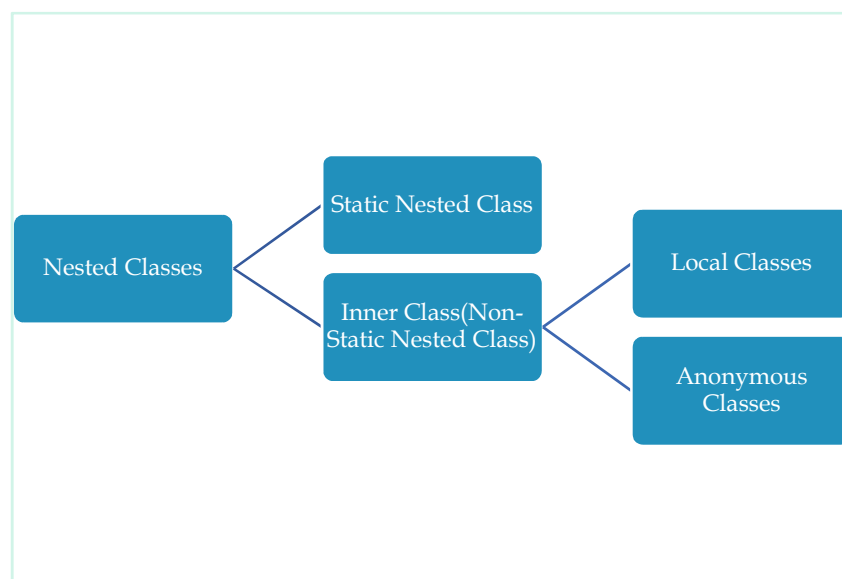 Nested Classes
Static Nested Class
Inner Class(Non-
Static Nested Class)
Local Classes
Anonymous
Classes